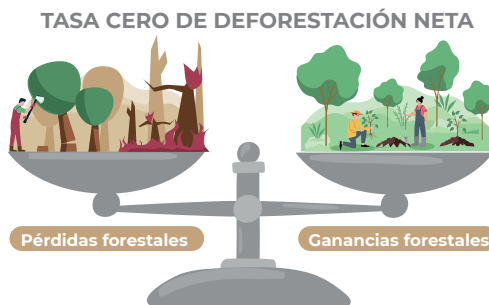 TASA CERO DE DEFORESTACIÓN NETA
Pérdidas forestales
Ganancias forestales